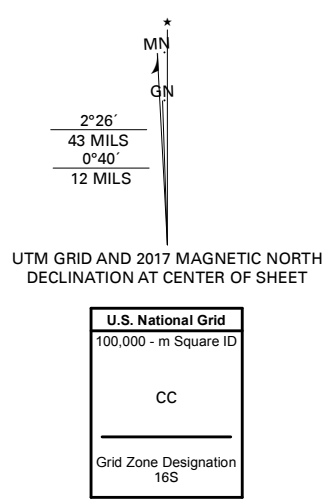 ★
MN
GN
2°26´
43 MILS
0°40´
12 MILS
UTM GRID AND 2017 MAGNETIC NORTH
DECLINATION AT CENTER OF SHEET
U.S. National Grid
100,000 - m Square ID
CC
Grid Zone Designation
16S